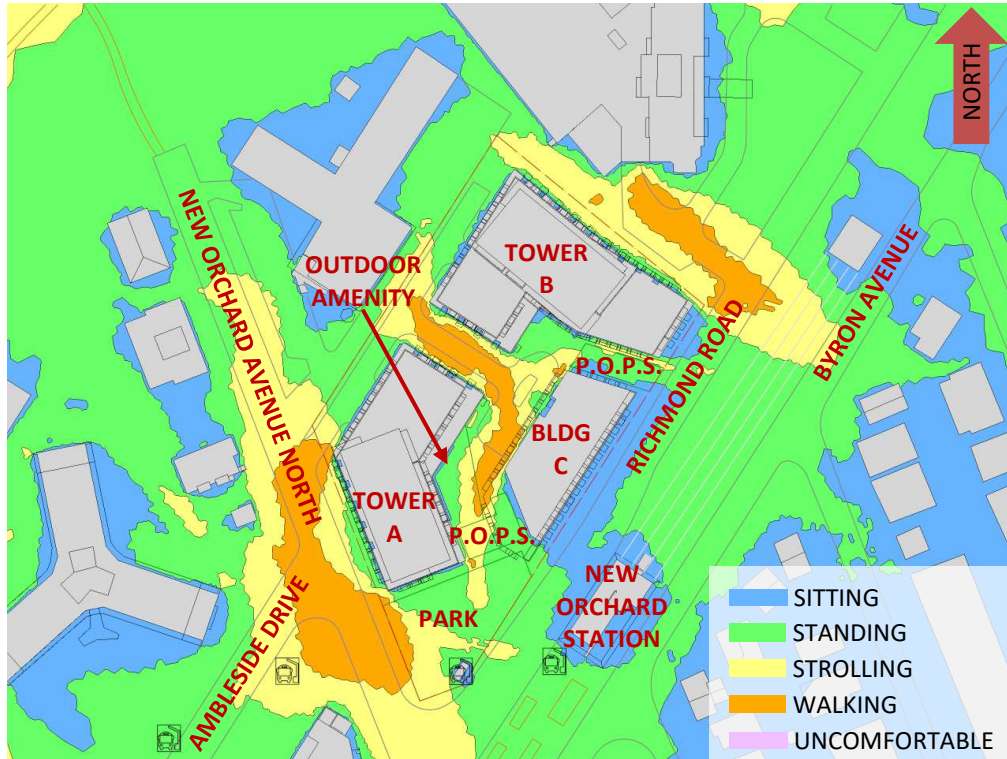 NORTH
NEW ORCHARD AVENUE NORTH
OUTDOOR
AMENITY
TOWER
B
BYRON AVENUE
RICHMOND ROAD
P.O.P.S.
BLDG
C
TOWER
A
P.O.P.S.
AMBLESIDE DRIVE
PARK
NEW
ORCHARD
STATION
SITTING
STANDING
STROLLING
WALKING
UNCOMFORTABLE